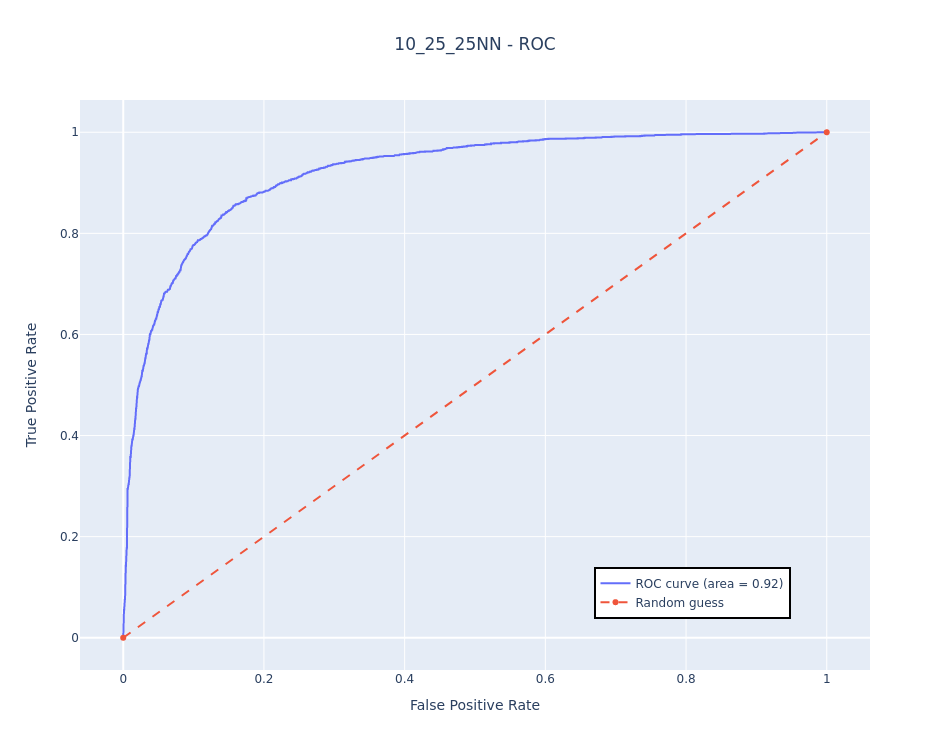 10_25_25NN - ROC
1
0.8
0.6
0.4
0.2
0
True Positive Rate
ROC curve (area = 0.92)
Random guess
0 0.2 0.4 0.6 0.8 1
False Positive Rate